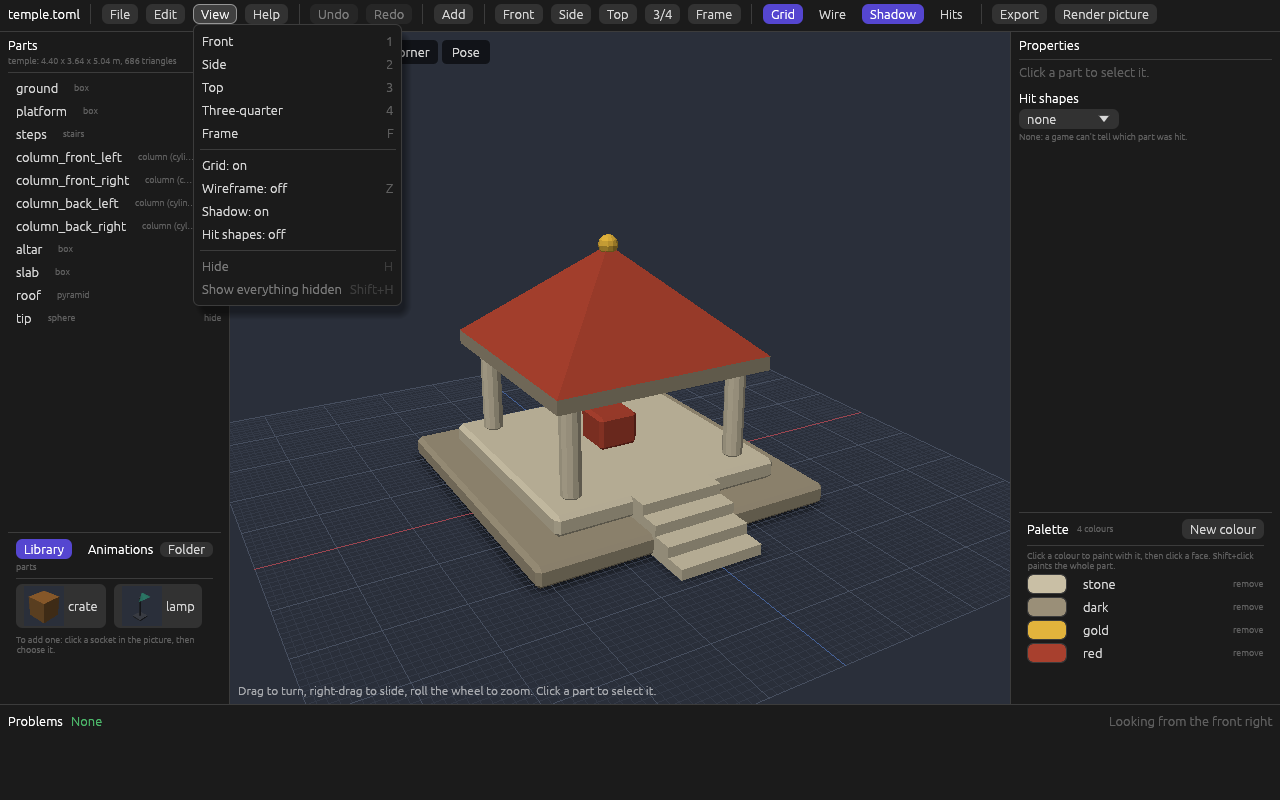 temple.toml File Edit View Help Undo Redo Add Front Side Top 3/4 Frame Grid Wire Shadow Hits Export Render picture
Parts
temple: 4.40 x 3.64 x 5.04 m, 686 triangles
ground box
platform box
steps stairs
column_front_left column (cyli...
column_front_right column (c...
column_back_left column (cylin...
column_back_right column (cyl...
altar box
slab box
roof pyramid
tip sphere hide
Front 1
Side 2
Top 3
Three-quarter 4
Frame F
Grid: on
Wireframe: off Z
Shadow: on
Hit shapes: off
Hide H
Show everything hidden Shift+H
Pose
Library Animations Folder
parts
crate lamp
To add one: click a socket in the picture, then
choose it.
Drag to turn, right-drag to slide, roll the wheel to zoom. Click a part to select it.
Properties
Click a part to select it.
Hit shapes
none
None: a game can't tell which part was hit.
Palette 4 colours New colour
Click a colour to paint with it, then click a face. Shift+click
paints the whole part.
stone remove
dark remove
gold remove
red remove
Problems None
Looking from the front right